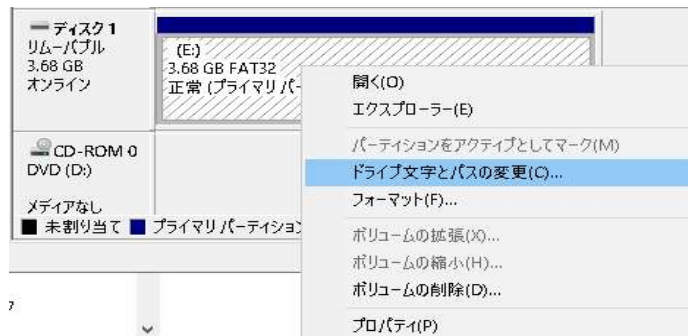 ディスク 1
リムーバブル
3.68 GB
オンライン
(E:)
3.68 GB FAT32
正常 (プライマリ パー
CD-ROM 0
DVD (D:)
メディアなし
未割り当て プライマリ パーティション
開く(O)
エクスプローラー(E)
パーティションをアクティブとしてマーク(M)
ドライブ文字とパスの変更(C)...
フォーマット(F)...
ボリュームの拡張(X)...
ボリュームの縮小(H)...
ボリュームの削除(D)...
プロパティ(P)